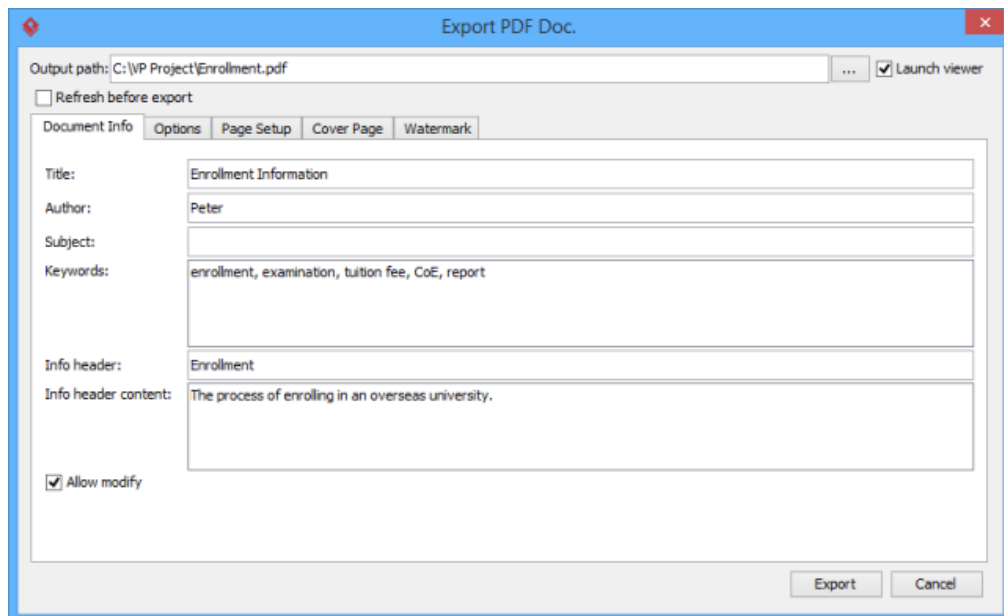 Export PDF Doc.
Output path: C:\VP Project\Enrollment.pdf ... Launch viewer
Refresh before export
Document Info Options Page Setup Cover Page Watermark
Title: Enrollment Information
Author: Peter
Subject:
Keywords: enrollment, examination, tuition fee, CoE, report
Info header: Enrollment
Info header content: The process of enrolling in an overseas university.
Allow modify
Export Cancel